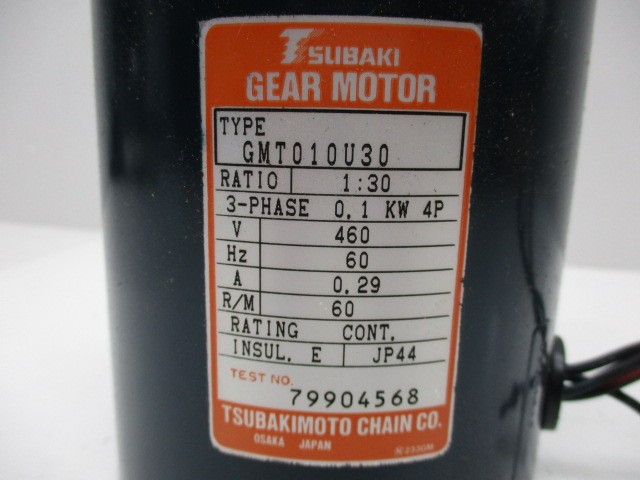 TSUBAKI
GEAR MOTOR
TYPE
GMT010U30
RATIO 1:30
3-PHASE 0.1 KW 4P
V 460
Hz 60
A 0.29
R/M 60
RATING CONT.
INSUL. E JP44
TEST NO. 79904568
TSUBAKIMOTO CHAIN CO.
OSAKA JAPAN